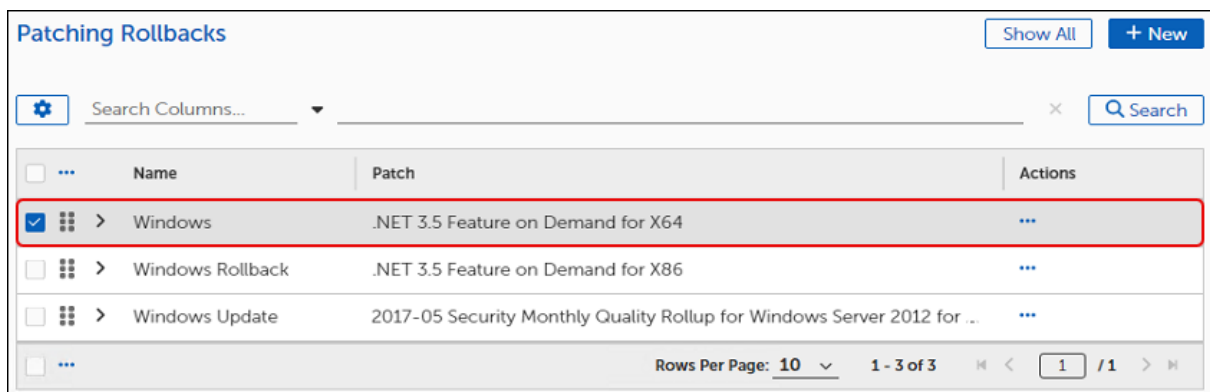 Patching Rollbacks
Show All
+ New
Search Columns...
Search
Name Patch Actions
Windows .NET 3.5 Feature on Demand for X64
Windows Rollback .NET 3.5 Feature on Demand for X86
Windows Update 2017-05 Security Monthly Quality Rollup for Windows Server 2012 for ...
Rows Per Page: 10 1 - 3 of 3 1 / 1